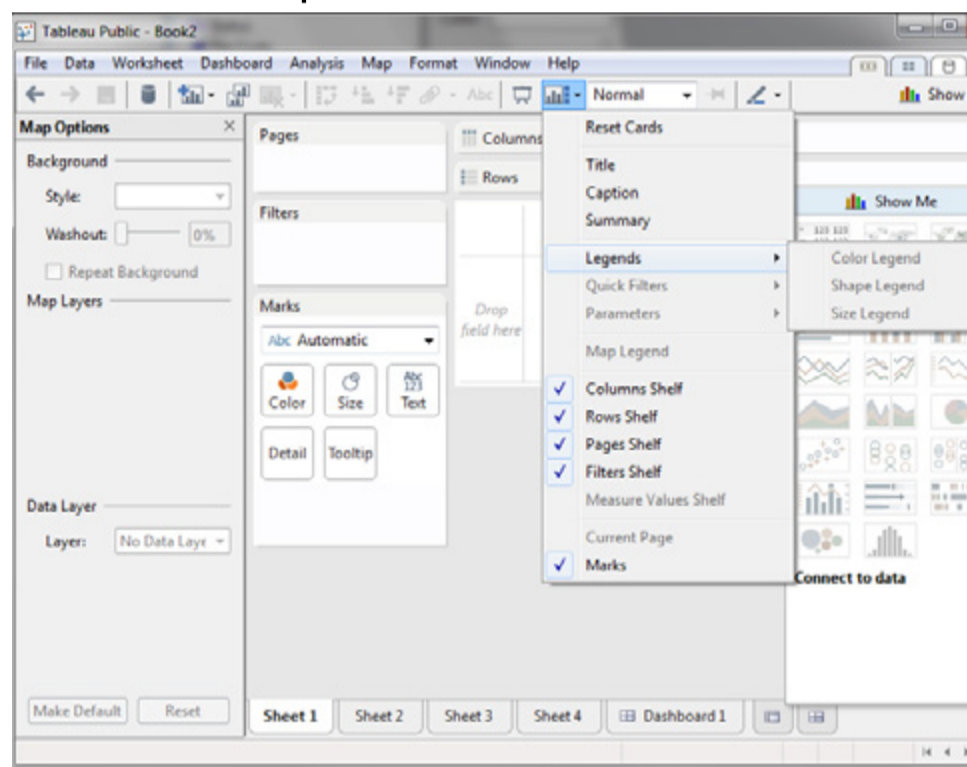 Tableau Public - Book2
File Data Worksheet Dashboard Analysis Map Format Window Help
Abc Normal Show
Map Options ×
Background
Style:
Washout: 0%
Repeat Background
Map Layers
Data Layer
Layer: No Data Laye
Make Default Reset
Pages
Filters
Marks
Abc Automatic
Color Size Text
Detail Tooltip
Columns
Rows
Drop
field here
Reset Cards
Title
Caption
Summary
Legends
Quick Filters
Parameters
Map Legend
Columns Shelf
Rows Shelf
Pages Shelf
Filters Shelf
Measure Values Shelf
Current Page
Marks
Color Legend
Shape Legend
Size Legend
Show Me
Connect to data
Sheet 1 Sheet 2 Sheet 3 Sheet 4 Dashboard 1